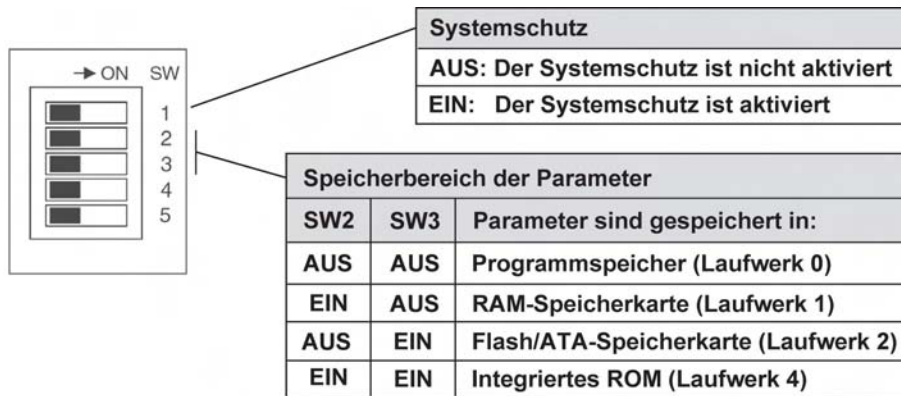 Systemschutz
AUS: Der Systemschutz ist nicht aktiviert
EIN: Der Systemschutz ist aktiviert
→ ON SW
1
2
3
4
5
Speicherbereich der Parameter
SW2 SW3 Parameter sind gespeichert in:
AUS AUS Programmspeicher (Laufwerk 0)
EIN AUS RAM-Speicherkarte (Laufwerk 1)
AUS EIN Flash/ATA-Speicherkarte (Laufwerk 2)
EIN EIN Integriertes ROM (Laufwerk 4)